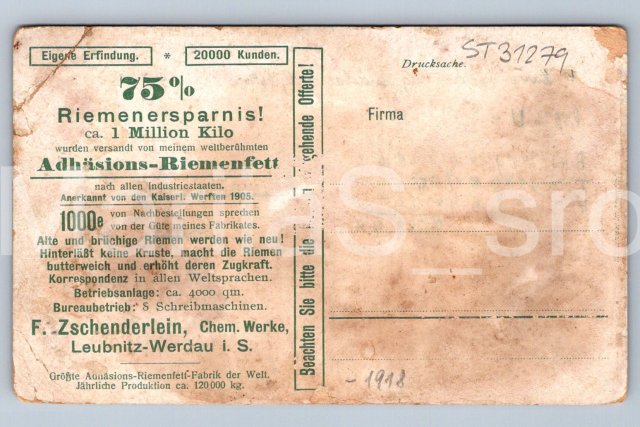 Eigene Erfindung. * 20000 Kunden.
75%
Riemenersparnis!
ca. 1 Million Kilo
wurden versandt von meinem weltberühmten
Adhäsions-Riemenfett
nach allen Industriestaaten.
Anerkannt von den Kaiserl. Werften 1905.
1000e von Nachbestellungen sprechen
von der Güte meines Fabrikates.
Alte und brüchige Riemen werden wie neu!
Hinterläßt keine Kruste, macht die Riemen
butterweich und erhöht deren Zugkraft.
Korrespondenz in allen Weltsprachen.
Betriebsanlage: ca. 4000 qm.
Bureaubetrieb: 8 Schreibmaschinen.
F. Zschenderlein, Chem. Werke,
Leubnitz-Werdau i. S.
Größte Adhäsions-Riemenfett-Fabrik der Welt.
Jährliche Produktion ca. 120000 kg.
Beachten Sie bitte die gehende Offerte!
Drucksache.
ST31279
Firma
-1918